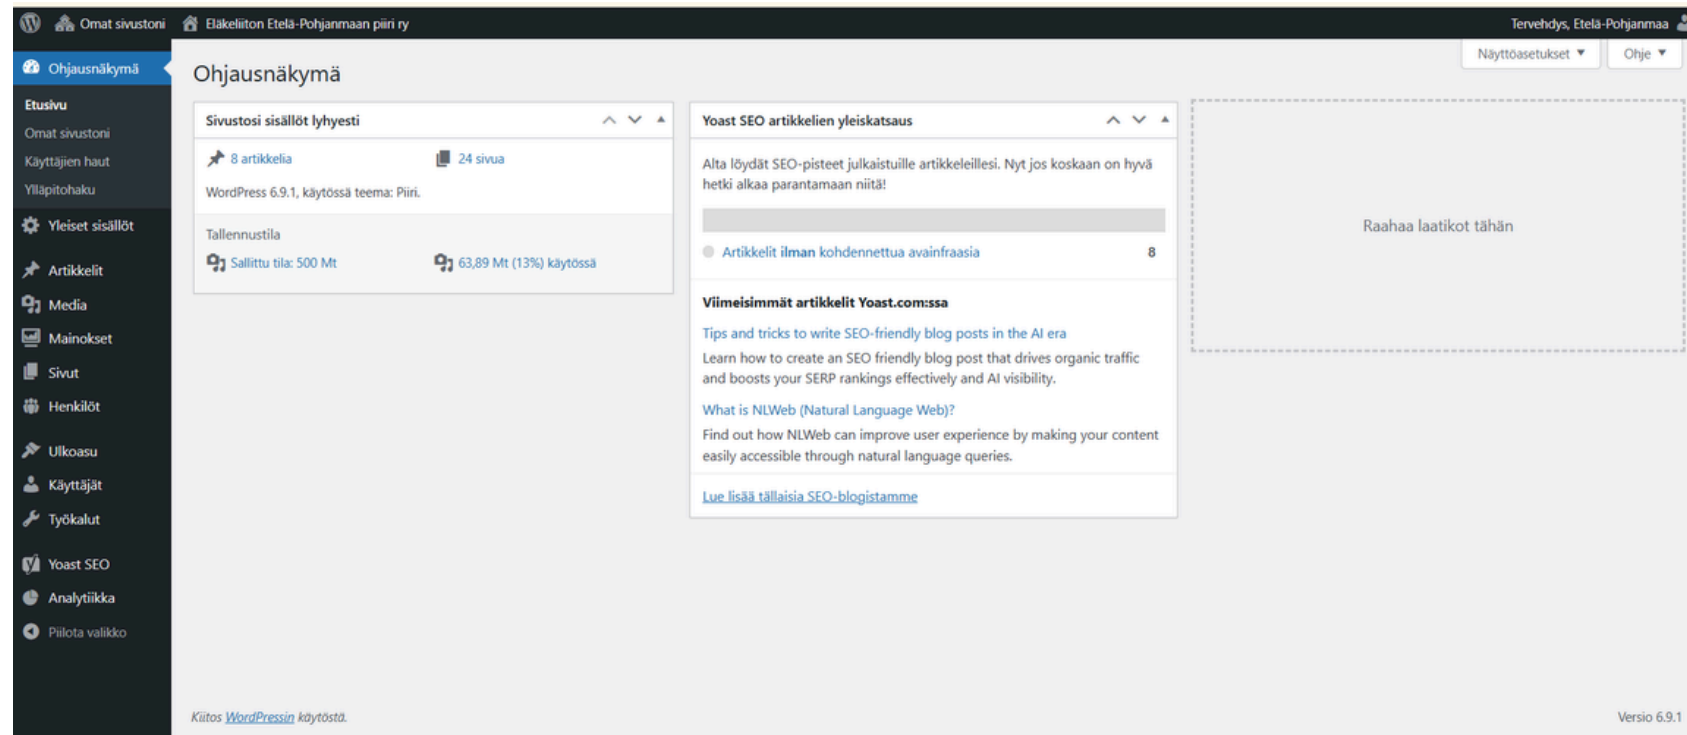 Omat sivustoni
Eläkeliiton Etelä-Pohjanmaan piiri ry
Tervehdys, Etelä-Pohjanmaa
Näyttöasetukset
Ohje
Ohjausnäkymä
Etusivu
Omat sivustoni
Käyttäjien haut
Ylläpitohaku
Yleiset sisällöt
Artikkelit
Media
Mainokset
Sivut
Henkilöt
Ulkoasu
Käyttäjät
Työkalut
Yoast SEO
Analytiikka
Piilota valikko
Ohjausnäkymä
Sivustosi sisällöt lyhyesti
8 artikkelia
24 sivua
WordPress 6.9.1, käytössä teema: Piiri.
Tallennustila
Sallittu tila: 500 Mt
63,89 Mt (13%) käytössä
Yoast SEO artikkelien yleiskatsaus
Alta löydät SEO-pisteet julkaistuille artikkeleillesi. Nyt jos koskaan on hyvä
hetki alkaa parantamaan niitä!
Artikkelit ilman kohdennettua avainfraasia 8
Viimeisimmät artikkelit Yoast.com:ssa
Tips and tricks to write SEO-friendly blog posts in the AI era
Learn how to create an SEO friendly blog post that drives organic traffic
and boosts your SERP rankings effectively and AI visibility.
What is NLWeb (Natural Language Web)?
Find out how NLWeb can improve user experience by making your content
easily accessible through natural language queries.
Lue lisää tällaisia SEO-blogistamme
Raahaa laatikot tähän
Kiitos WordPressin käytöstä.
Versio 6.9.1